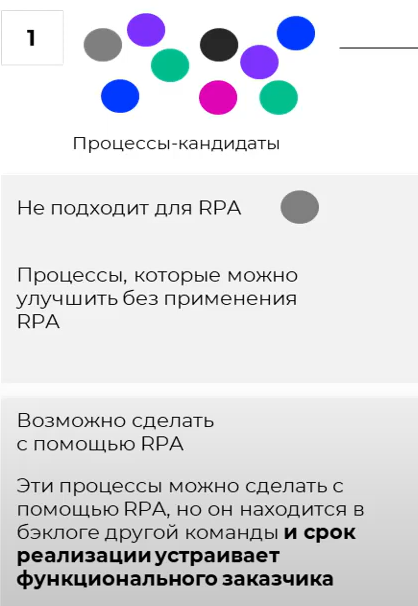 1
Процессы-кандидаты
Не подходит для RPA
Процессы, которые можно
улучшить без применения
RPA
Возможно сделать
с помощью RPA
Эти процессы можно сделать с
помощью RPA, но он находится в
бэклоге другой команды и срок
реализации устраивает
функционального заказчика